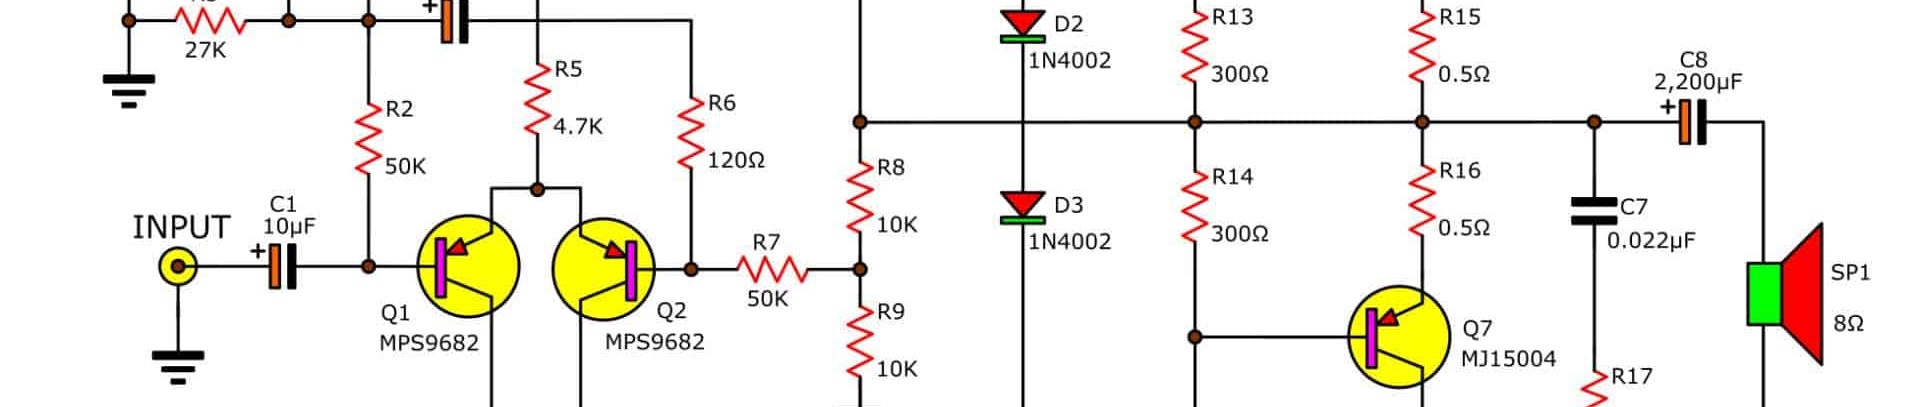 27K
+
R2
50K
INPUT
C1
10µF
+
Q1
MPS9682
R5
4.7K
R6
120Ω
Q2
MPS9682
R7
50K
R8
10K
R9
10K
D2
1N4002
D3
1N4002
R13
300Ω
R14
300Ω
R15
0.5Ω
R16
0.5Ω
Q7
MJ15004
C8
2,200µF
+
C7
0.022µF
R17
SP1
8Ω